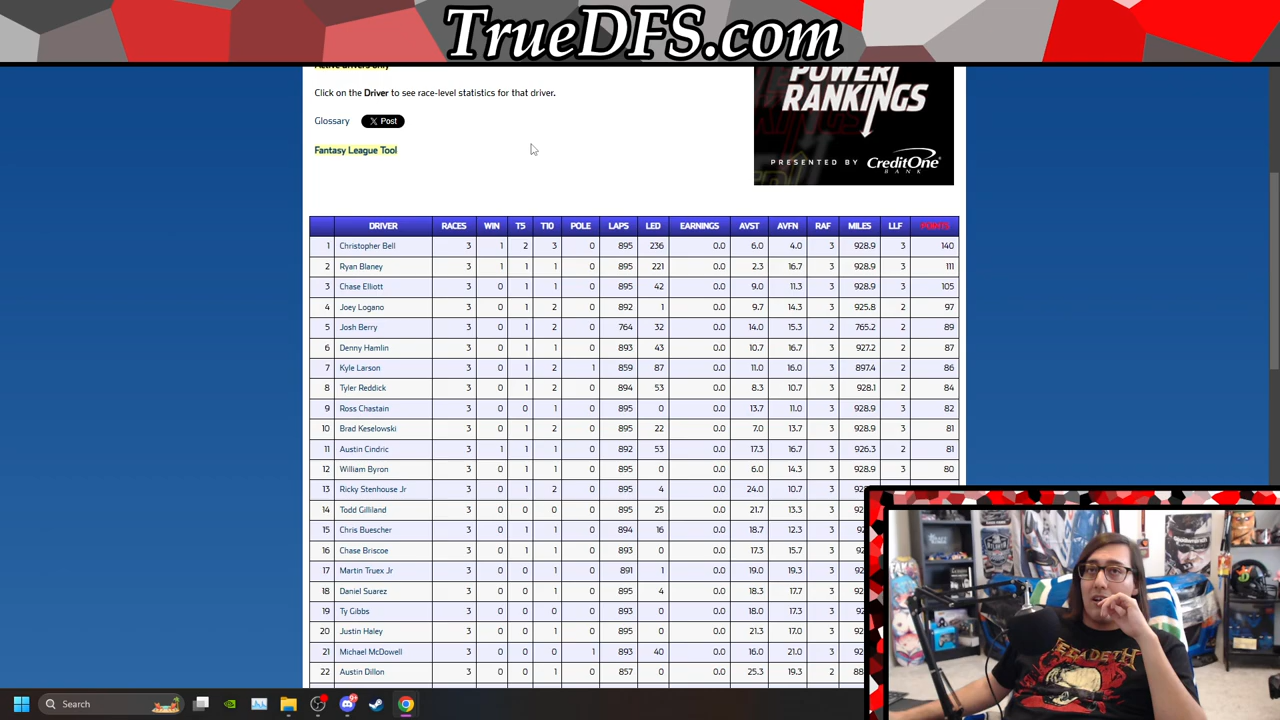 TrueDFS.com
Active Drivers Only
Click on the Driver to see race-level statistics for that driver.
Glossary X Post
Fantasy League Tool
POWER
RANKINGS
PRESENTED BY CreditOne
BANK
DRIVER RACES WIN T5 T10 POLE LAPS LED EARNINGS AVST AVFN RAF MILES LLF POINTS
1 Christopher Bell 3 1 2 3 0 895 236 0.0 6.0 4.0 3 928.9 3 140
2 Ryan Blaney 3 1 1 1 0 895 221 0.0 2.3 16.7 3 928.9 3 111
3 Chase Elliott 3 0 1 1 0 895 42 0.0 9.0 11.3 3 928.9 3 105
4 Joey Logano 3 0 1 2 0 892 1 0.0 9.7 14.3 3 925.8 2 97
5 Josh Berry 3 0 1 2 0 764 32 0.0 14.0 15.3 2 765.2 2 89
6 Denny Hamlin 3 0 1 1 0 893 43 0.0 10.7 16.7 3 927.2 2 87
7 Kyle Larson 3 0 1 2 1 859 87 0.0 11.0 16.0 3 897.4 2 86
8 Tyler Reddick 3 0 1 2 0 894 53 0.0 8.3 10.7 3 928.1 2 84
9 Ross Chastain 3 0 0 1 0 895 0 0.0 13.7 11.0 3 928.9 3 82
10 Brad Keselowski 3 0 1 2 0 895 22 0.0 7.0 13.7 3 928.9 3 81
11 Austin Cindric 3 1 1 1 0 892 53 0.0 17.3 16.7 3 926.3 2 81
12 William Byron 3 0 1 1 0 895 0 0.0 6.0 14.3 3 928.9 3 80
13 Ricky Stenhouse Jr 3 0 1 2 0 895 4 0.0 24.0 10.7 3
14 Todd Gilliland 3 0 0 0 0 895 25 0.0 21.7 13.3 3
15 Chris Buescher 3 0 1 1 0 894 16 0.0 18.7 12.3 3
16 Chase Briscoe 3 0 1 1 0 893 0 0.0 17.3 15.7 3
17 Martin Truex Jr 3 0 0 1 0 891 1 0.0 19.0 19.3 3
18 Daniel Suarez 3 0 0 1 0 895 4 0.0 18.3 17.7 3
19 Ty Gibbs 3 0 0 0 0 893 0 0.0 18.0 17.3 3
20 Justin Haley 3 0 0 1 0 895 0 0.0 21.3 17.0 3
21 Michael McDowell 3 0 0 0 1 893 40 0.0 16.0 21.0 3
22 Austin Dillon 3 0 0 1 0 857 0 0.0 25.3 19.3 2
MEGADETH
Search